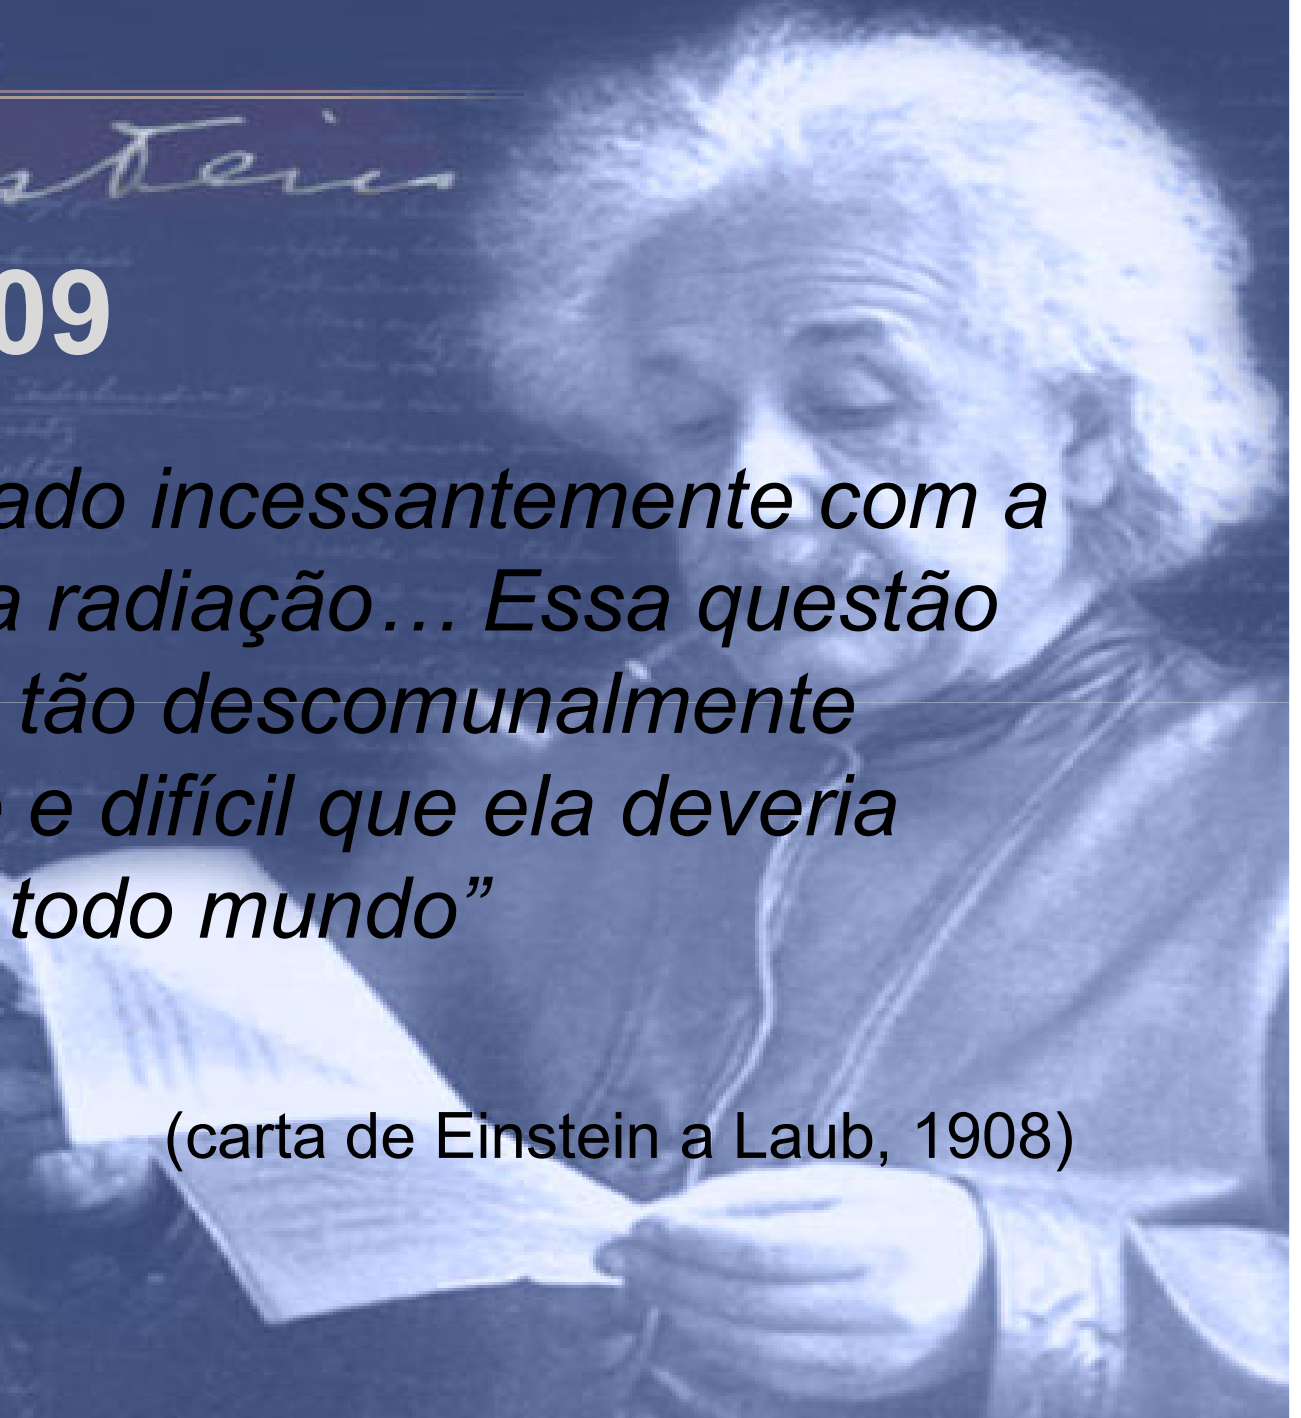 stein
09
ado incessantemente com a
a radiação… Essa questão
tão descomunalmente
e e difícil que ela deveria
todo mundo”
(carta de Einstein a Laub, 1908)